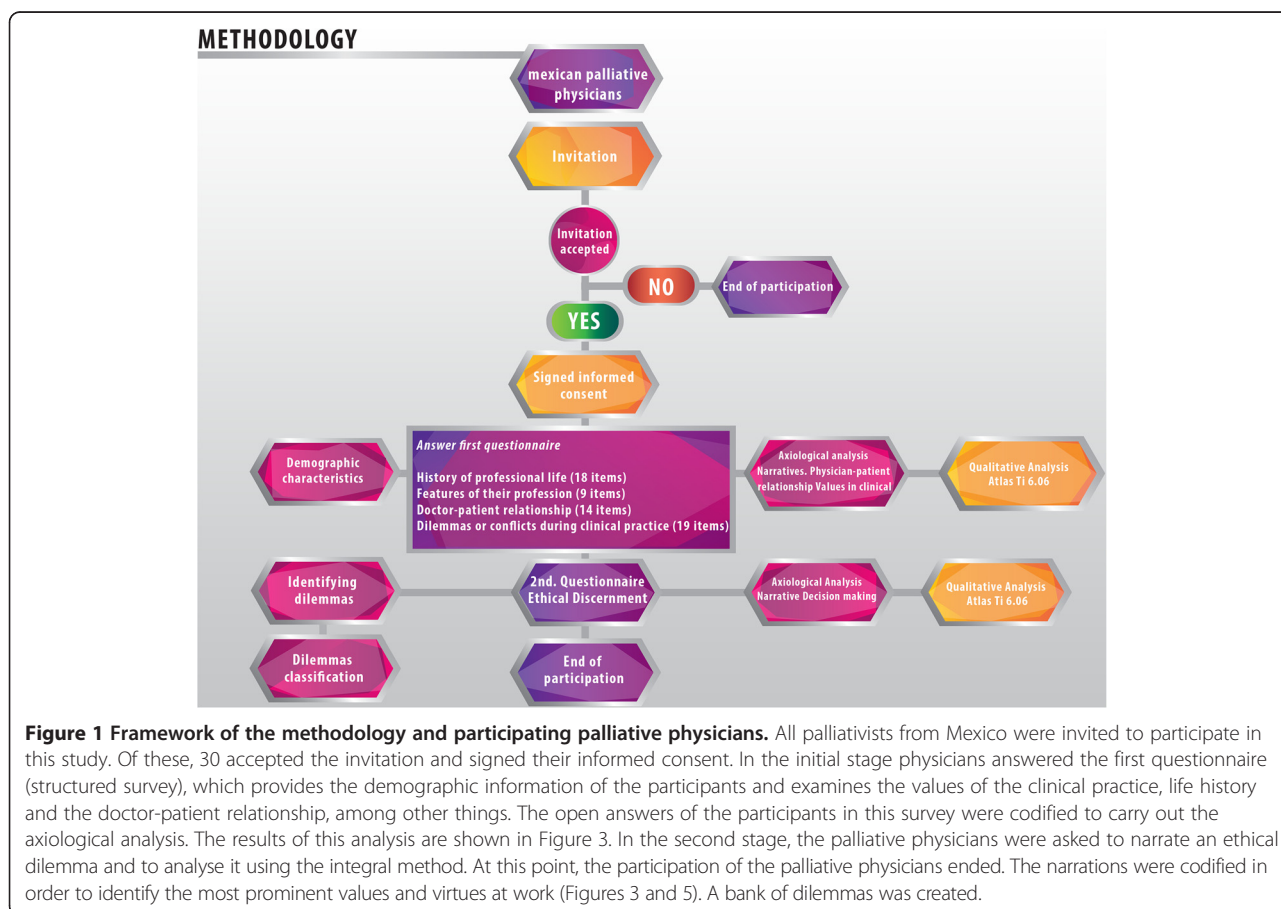 METHODOLOGY
mexican palliative
physicians
Invitation
Invitation
accepted
NO
End of participation
YES
Signed informed
consent
Demographic
characteristics
Answer first questionnaire
History of professional life (18 items)
Features of their profession (9 items)
Doctor-patient relationship (14 items)
Dilemmas or conflicts during clinical practice (19 items)
Axiological analysis
Narratives. Physician-patient
relationship Values in clinical
Qualitative Analysis
Atlas Ti 6.06
Identifying
dilemmas
2nd. Questionnaire
Ethical Discernment
Axiological Analysis
Narrative Decision making
Qualitative Analysis
Atlas Ti 6.06
Dilemmas
classification
End of
participation
Figure 1 Framework of the methodology and participating palliative physicians. All palliativists from Mexico were invited to participate in
this study. Of these, 30 accepted the invitation and signed their informed consent. In the initial stage physicians answered the first questionnaire
(structured survey), which provides the demographic information of the participants and examines the values of the clinical practice, life history
and the doctor-patient relationship, among other things. The open answers of the participants in this survey were codified to carry out the
axiological analysis. The results of this analysis are shown in Figure 3. In the second stage, the palliative physicians were asked to narrate an ethical
dilemma and to analyse it using the integral method. At this point, the participation of the palliative physicians ended. The narrations were codified in
order to identify the most prominent values and virtues at work (Figures 3 and 5). A bank of dilemmas was created.